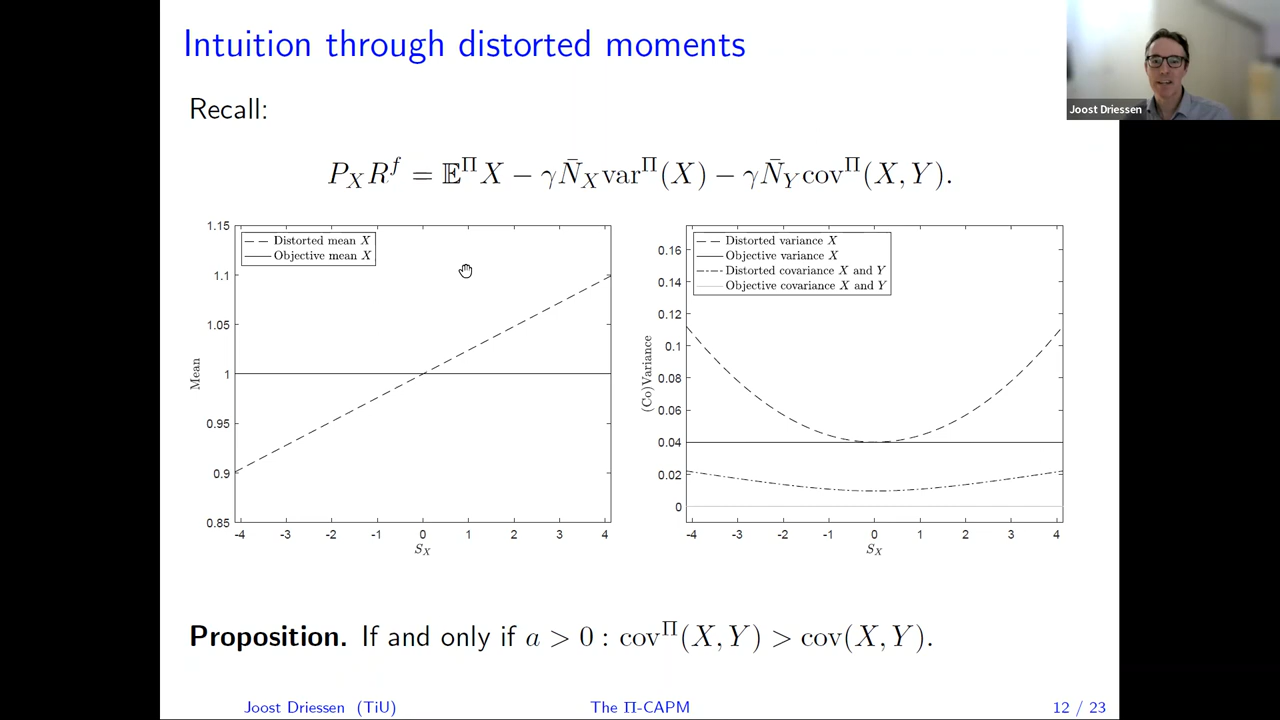 Intuition through distorted moments
Joost Driessen
Recall:
P_X R^f = 𝔼^Π X − γN̄_X var^Π(X) − γN̄_Y cov^Π(X, Y).
1.15
1.1
1.05
1
0.95
0.9
0.85
Mean
Distorted mean X
Objective mean X
-4 -3 -2 -1 0 1 2 3 4
S_X
0.16
0.14
0.12
0.1
0.08
0.06
0.04
0.02
0
(Co)Variance
Distorted variance X
Objective variance X
Distorted covariance X and Y
Objective covariance X and Y
-4 -3 -2 -1 0 1 2 3 4
S_X
Proposition. If and only if a > 0 : cov^Π(X, Y) > cov(X, Y).
Joost Driessen (TiU) The Π-CAPM 12 / 23